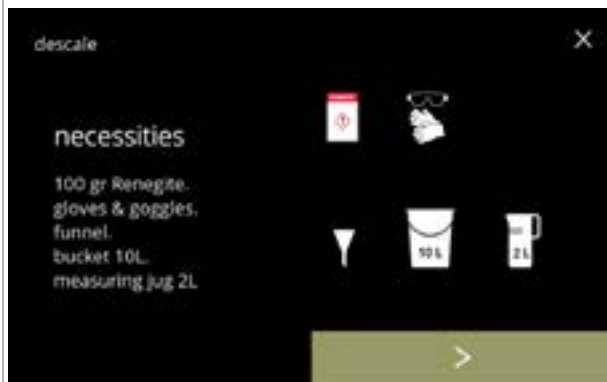 descale
necessities
100 gr Renegite.
gloves & goggles.
funnel.
bucket 10L.
measuring jug 2L
10 L
2 L